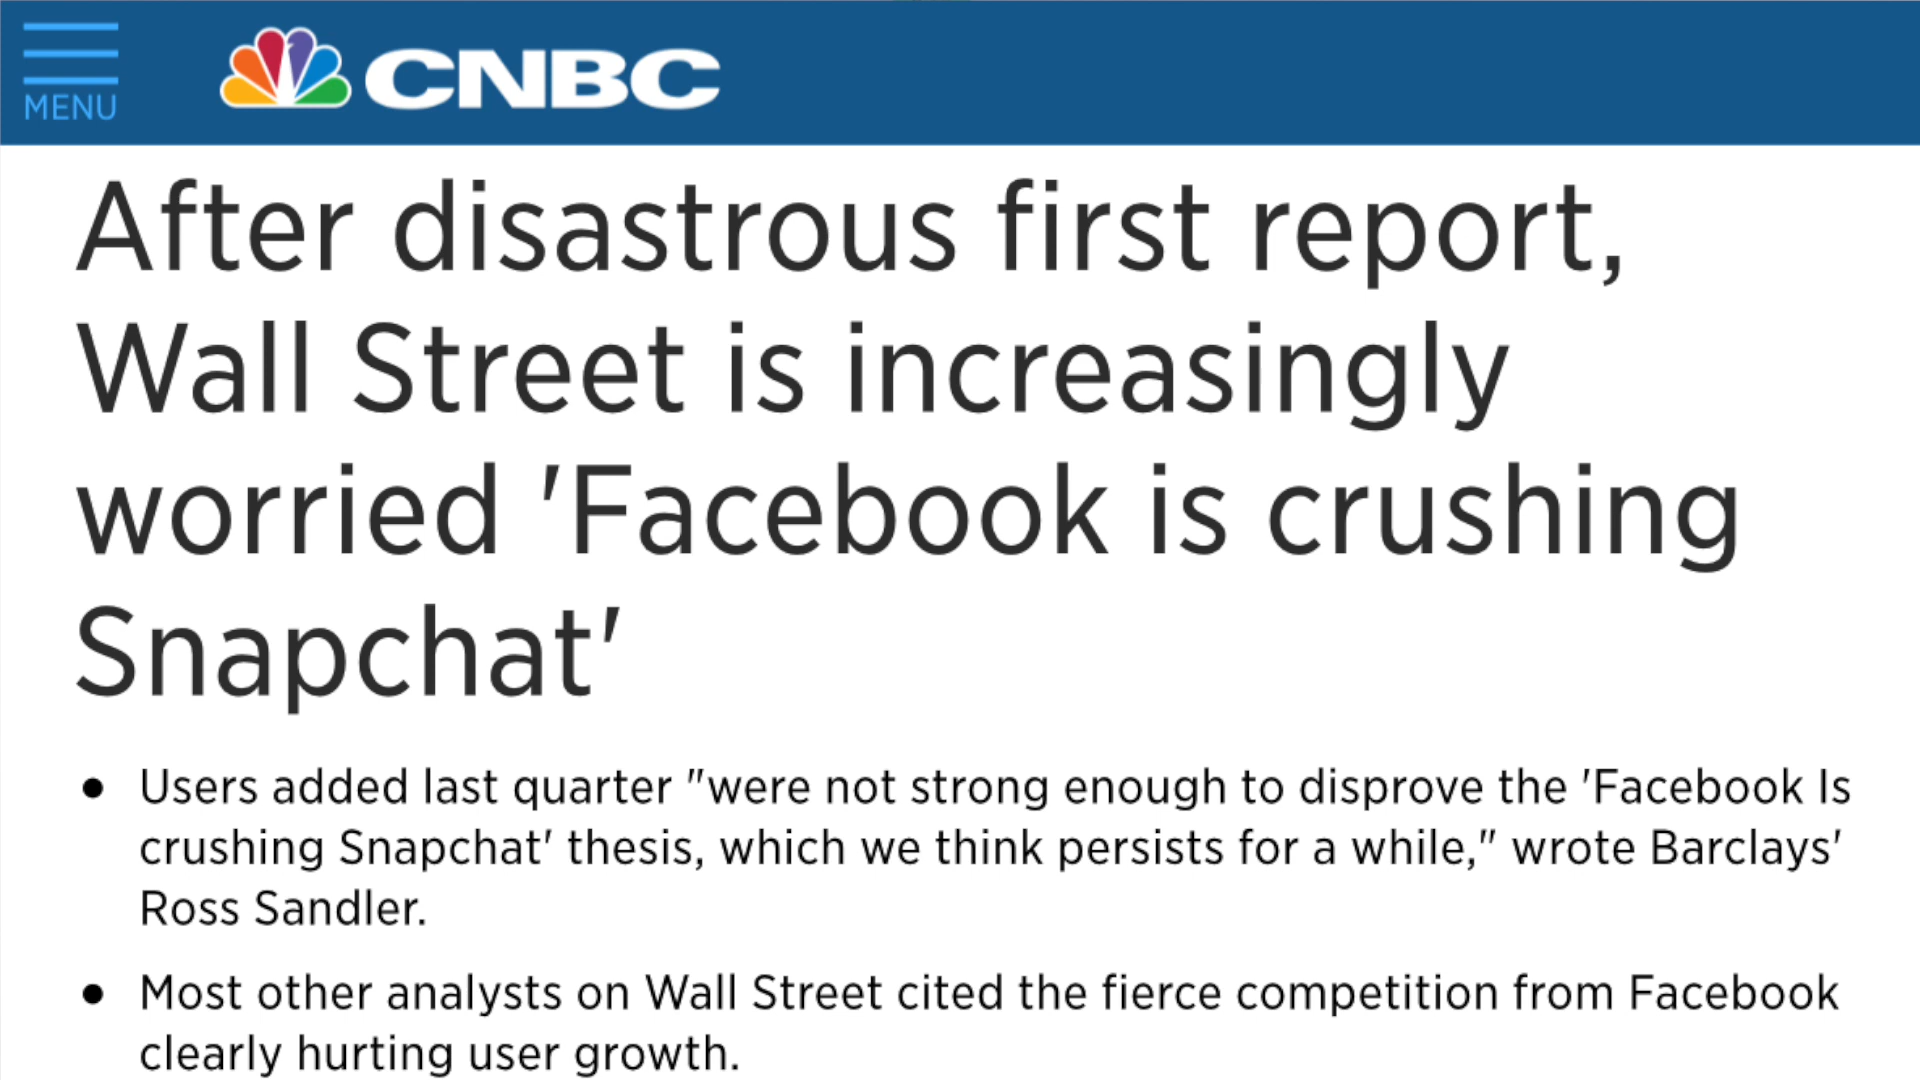 MENU
CNBC
After disastrous first report,
Wall Street is increasingly
worried 'Facebook is crushing
Snapchat'
• Users added last quarter "were not strong enough to disprove the 'Facebook Is
crushing Snapchat' thesis, which we think persists for a while," wrote Barclays'
Ross Sandler.
• Most other analysts on Wall Street cited the fierce competition from Facebook
clearly hurting user growth.